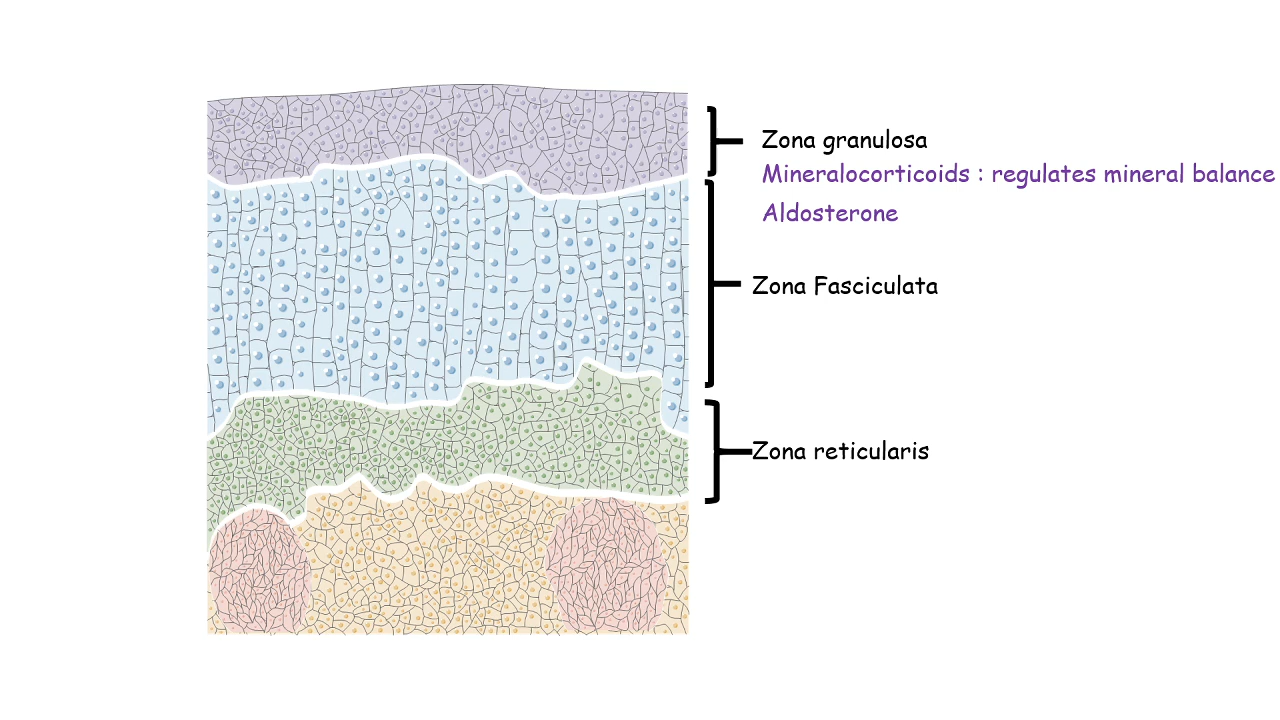 Zona granulosa
Mineralocorticoids : regulates mineral balance
Aldosterone
Zona Fasciculata
Zona reticularis